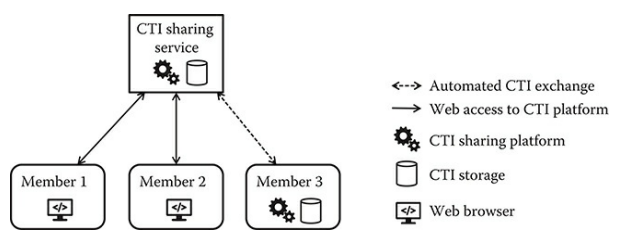 CTI sharing
service
Member 1
</>
Member 2
</>
Member 3
Automated CTI exchange
Web access to CTI platform
CTI sharing platform
CTI storage
</> Web browser